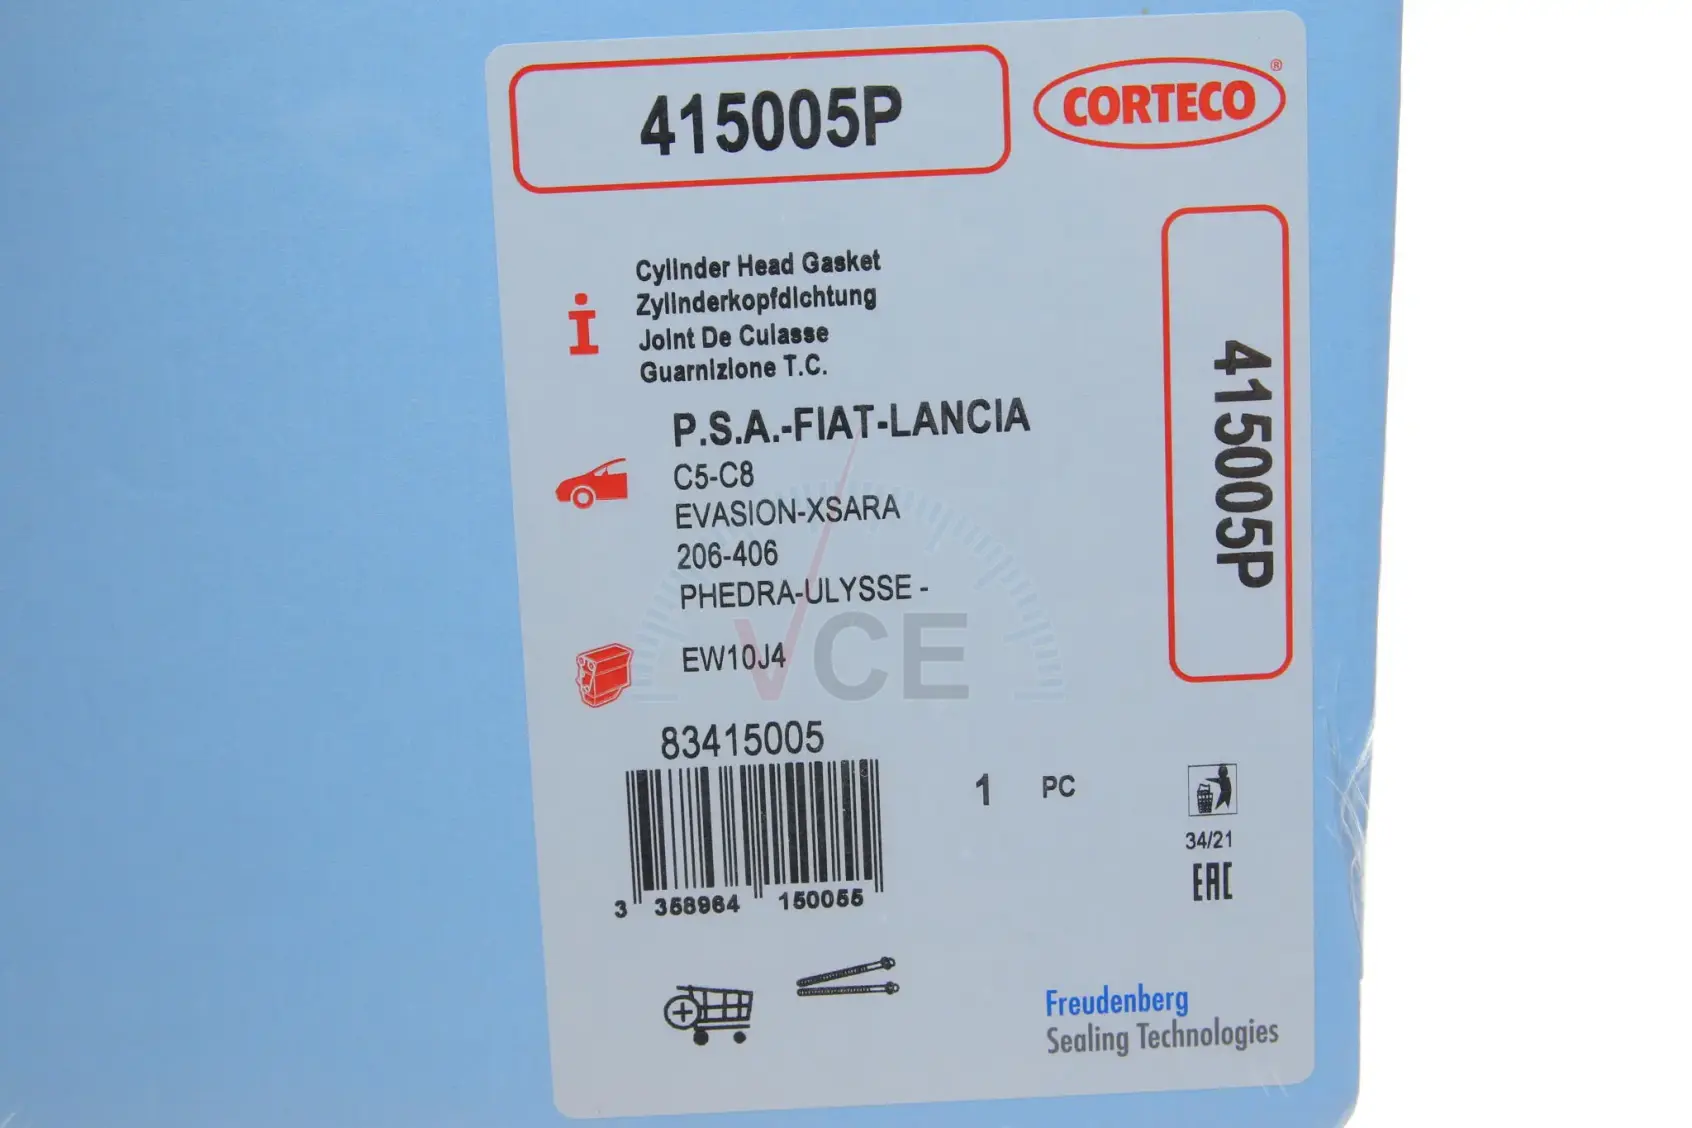 415005P
CORTECO®
Cylinder Head Gasket
Zylinderkopfdichtung
Joint De Culasse
Guarnizione T.C.
415005P
P.S.A.-FIAT-LANCIA
C5-C8
EVASION-XSARA
206-406
PHEDRA-ULYSSE -
VCE
EW10J4
83415005
1 PC
3 358964 150055
34/21
EAC
Freudenberg
Sealing Technologies